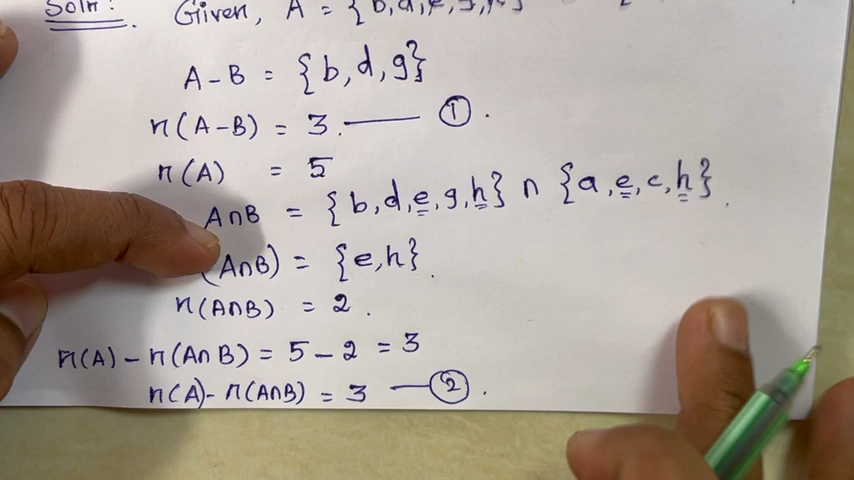 Soln:. Given, A = {b,d,e,g,h}
A-B = {b,d,g}
n(A-B) = 3. —— ①.
n(A) = 5
A∩B = {b,d,e,g,h} ∩ {a,e,c,h}.
(A∩B) = {e,h}.
n(A∩B) = 2.
n(A) - n(A∩B) = 5 - 2 = 3
n(A) - n(A∩B) = 3 —— ②.